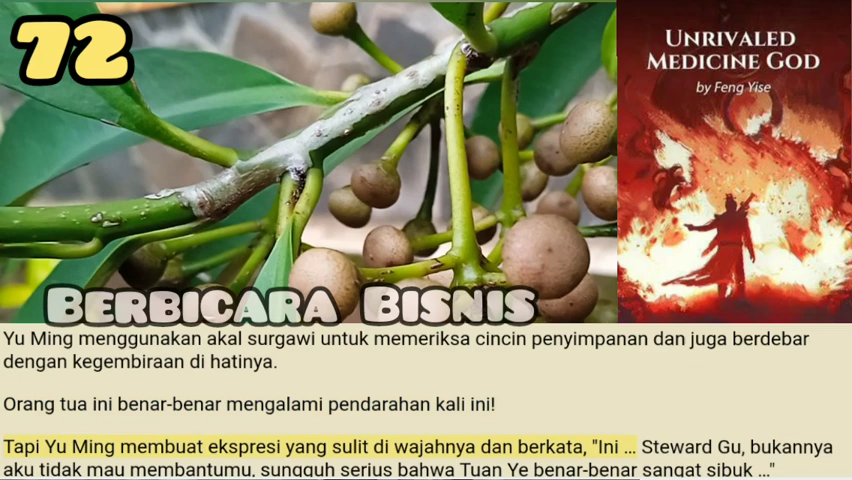 72
UNRIVALED
MEDICINE GOD
by Feng Yise
BERBICARA BISNIS
Yu Ming menggunakan akal surgawi untuk memeriksa cincin penyimpanan dan juga berdebar
dengan kegembiraan di hatinya.
Orang tua ini benar-benar mengalami pendarahan kali ini!
Tapi Yu Ming membuat ekspresi yang sulit di wajahnya dan berkata, "Ini ... Steward Gu, bukannya
aku tidak mau membantumu, sungguh serius bahwa Tuan Ye benar-benar sangat sibuk ..."